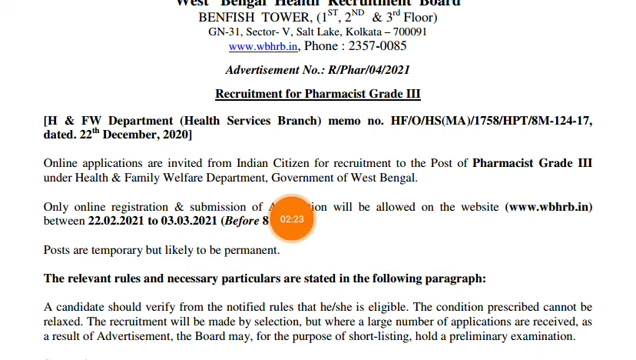 West Bengal Health Recruitment Board
BENFISH TOWER, (1ST, 2ND & 3rd Floor)
GN-31, Sector- V, Salt Lake, Kolkata – 700091
www.wbhrb.in, Phone : 2357-0085
Advertisement No.: R/Phar/04/2021
Recruitment for Pharmacist Grade III
[H & FW Department (Health Services Branch) memo no. HF/O/HS(MA)/1758/HPT/8M-124-17,
dated. 22th December, 2020]
Online applications are invited from Indian Citizen for recruitment to the Post of Pharmacist Grade III
under Health & Family Welfare Department, Government of West Bengal.
Only online registration & submission of will be allowed on the website (www.wbhrb.in)
between 22.02.2021 to 03.03.2021 (Before 8
02:23
Posts are temporary but likely to be permanent.
The relevant rules and necessary particulars are stated in the following paragraph:
A candidate should verify from the notified rules that he/she is eligible. The condition prescribed cannot be
relaxed. The recruitment will be made by selection, but where a large number of applications are received, as
a result of Advertisement, the Board may, for the purpose of short-listing, hold a preliminary examination.